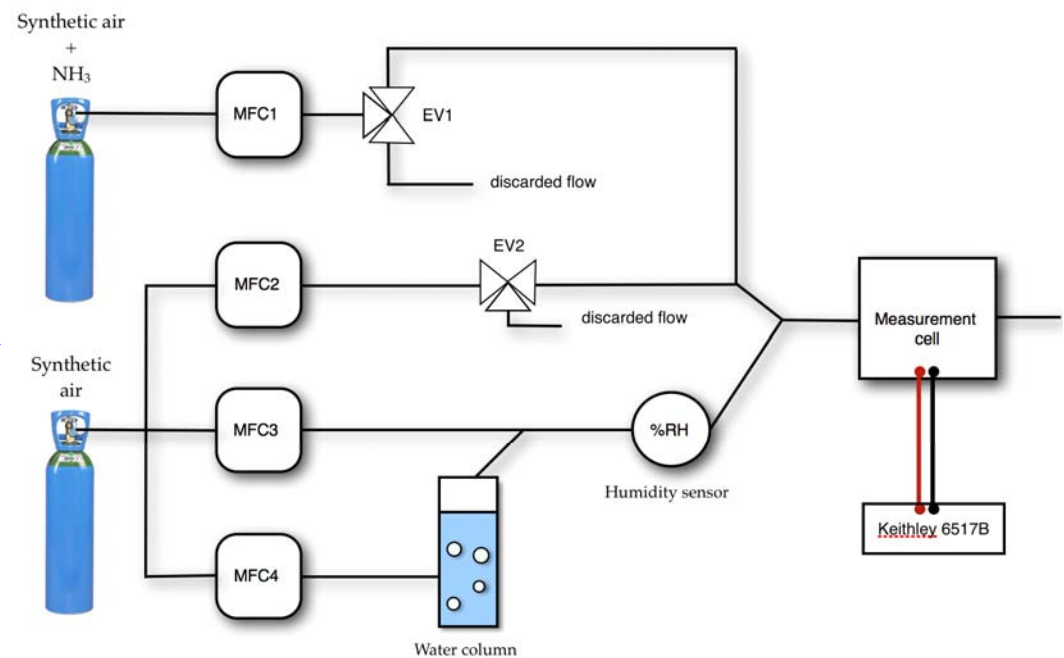 Synthetic air
+
NH₃
MFC1
EV1
discarded flow
EV2
MFC2
discarded flow
Synthetic
air
MFC3
%RH
Humidity sensor
MFC4
Water column
Measurement
cell
Keithley 6517B